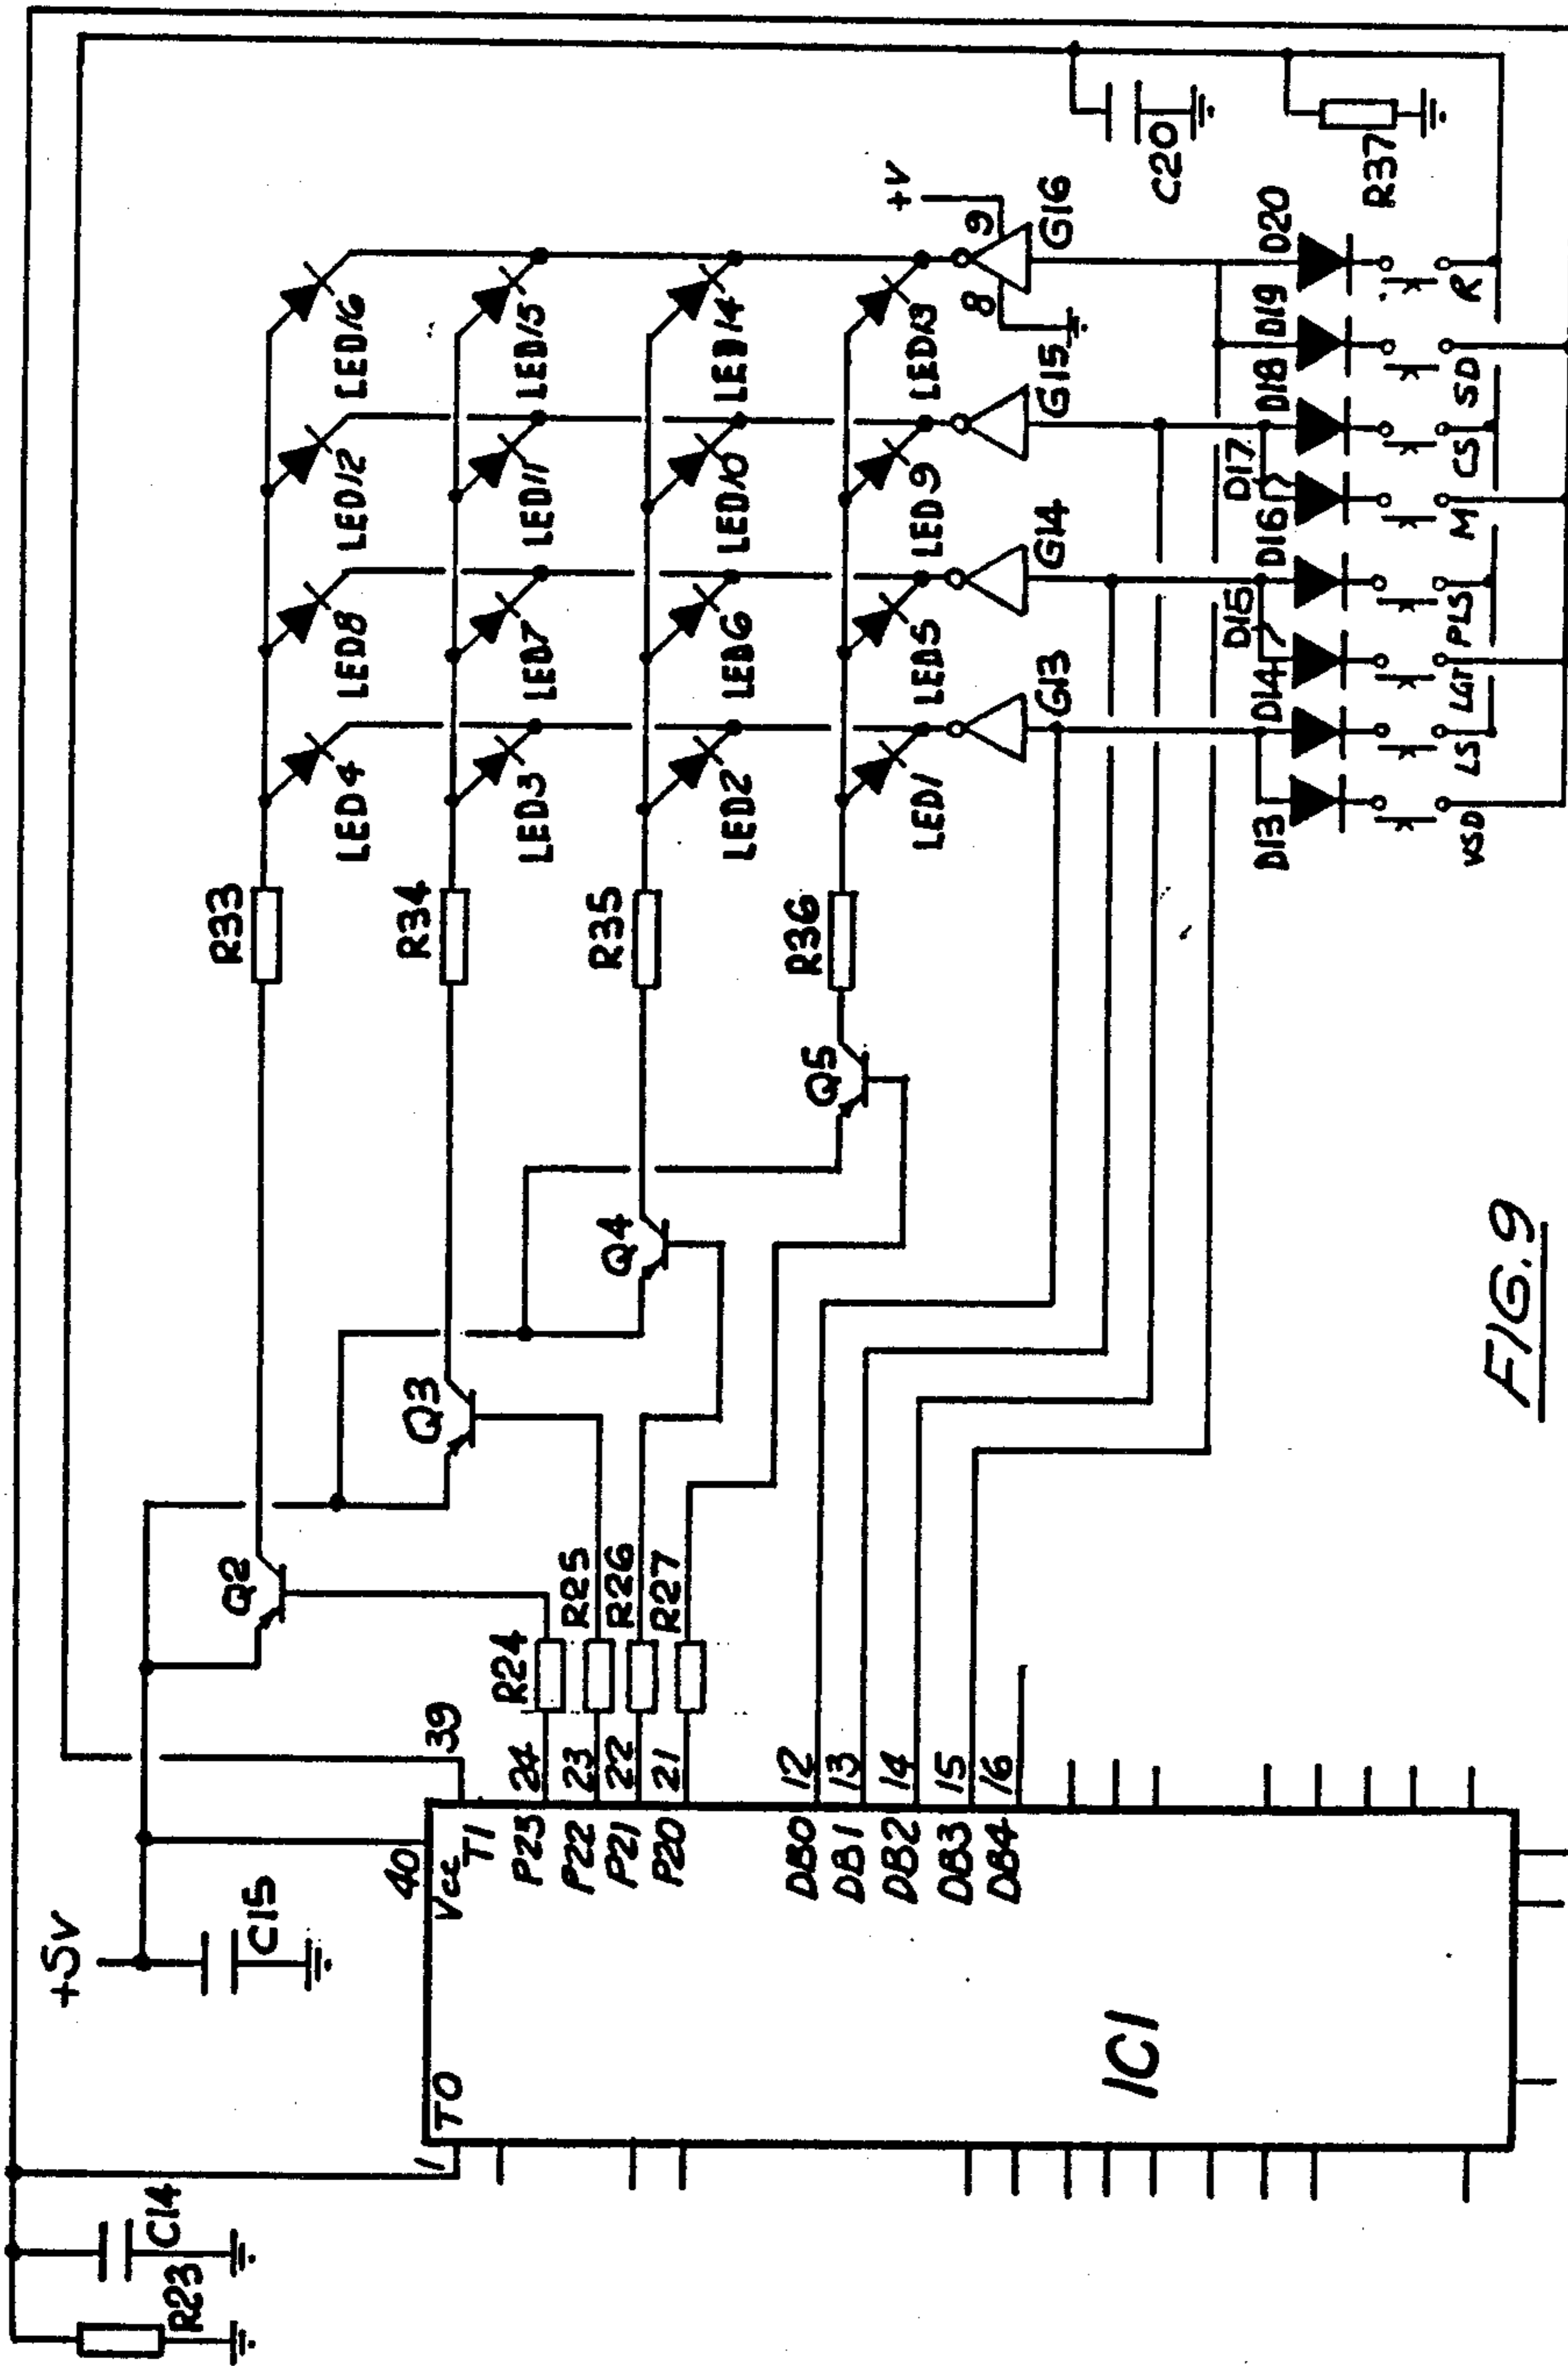 +5V
C15
C14
R23
1
T0
40
Vcc
T1
39
P23
24
P22
23
P21
22
P20
21
DB0
12
DB1
13
DB2
14
DB3
15
DB4
16
IC1
R24
R25
R26
R27
Q2
Q3
Q4
Q5
R33
R34
R35
R36
LED4
LED8
LED12
LED16
LED3
LED7
LED11
LED15
LED2
LED6
LED10
LED14
LED1
LED5
LED9
LED13
G13
G14
G15
G16
8
9
+V
C20
R37
D13
D14
D15
D16
D17
D18
D19
D20
VSD
LS
LGT
PLS
M
CS
SD
R
FIG. 9